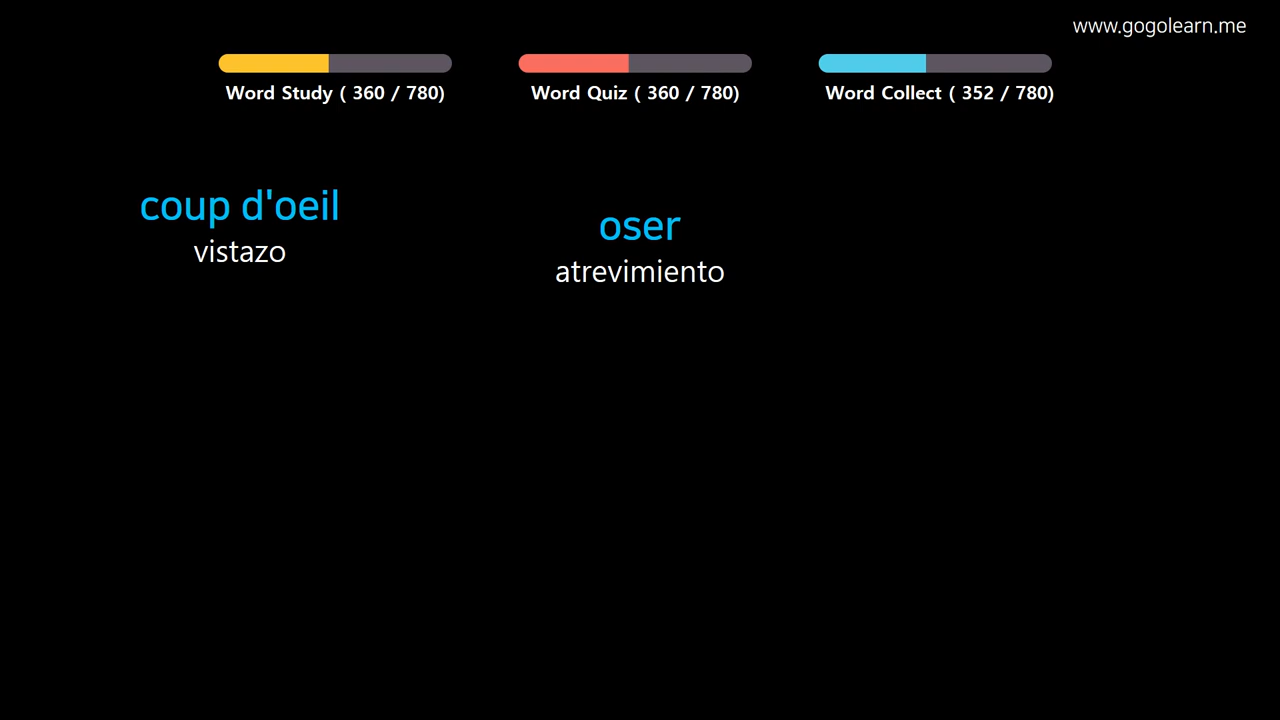 www.gogolearn.me
Word Study ( 360 / 780)
Word Quiz ( 360 / 780)
Word Collect ( 352 / 780)
coup d'oeil
vistazo
oser
atrevimiento